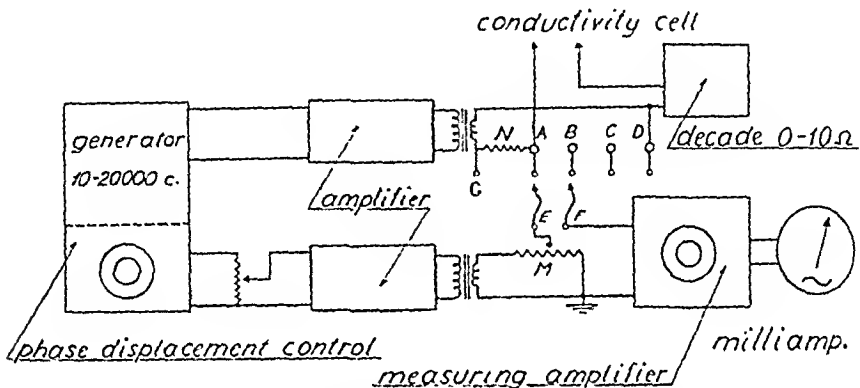 conductivity cell
generator
10-20000 c.
N A B C D
decade 0-10Ω
G
amplifier
E F
M
phase displacement control
milliamp.
measuring amplifier